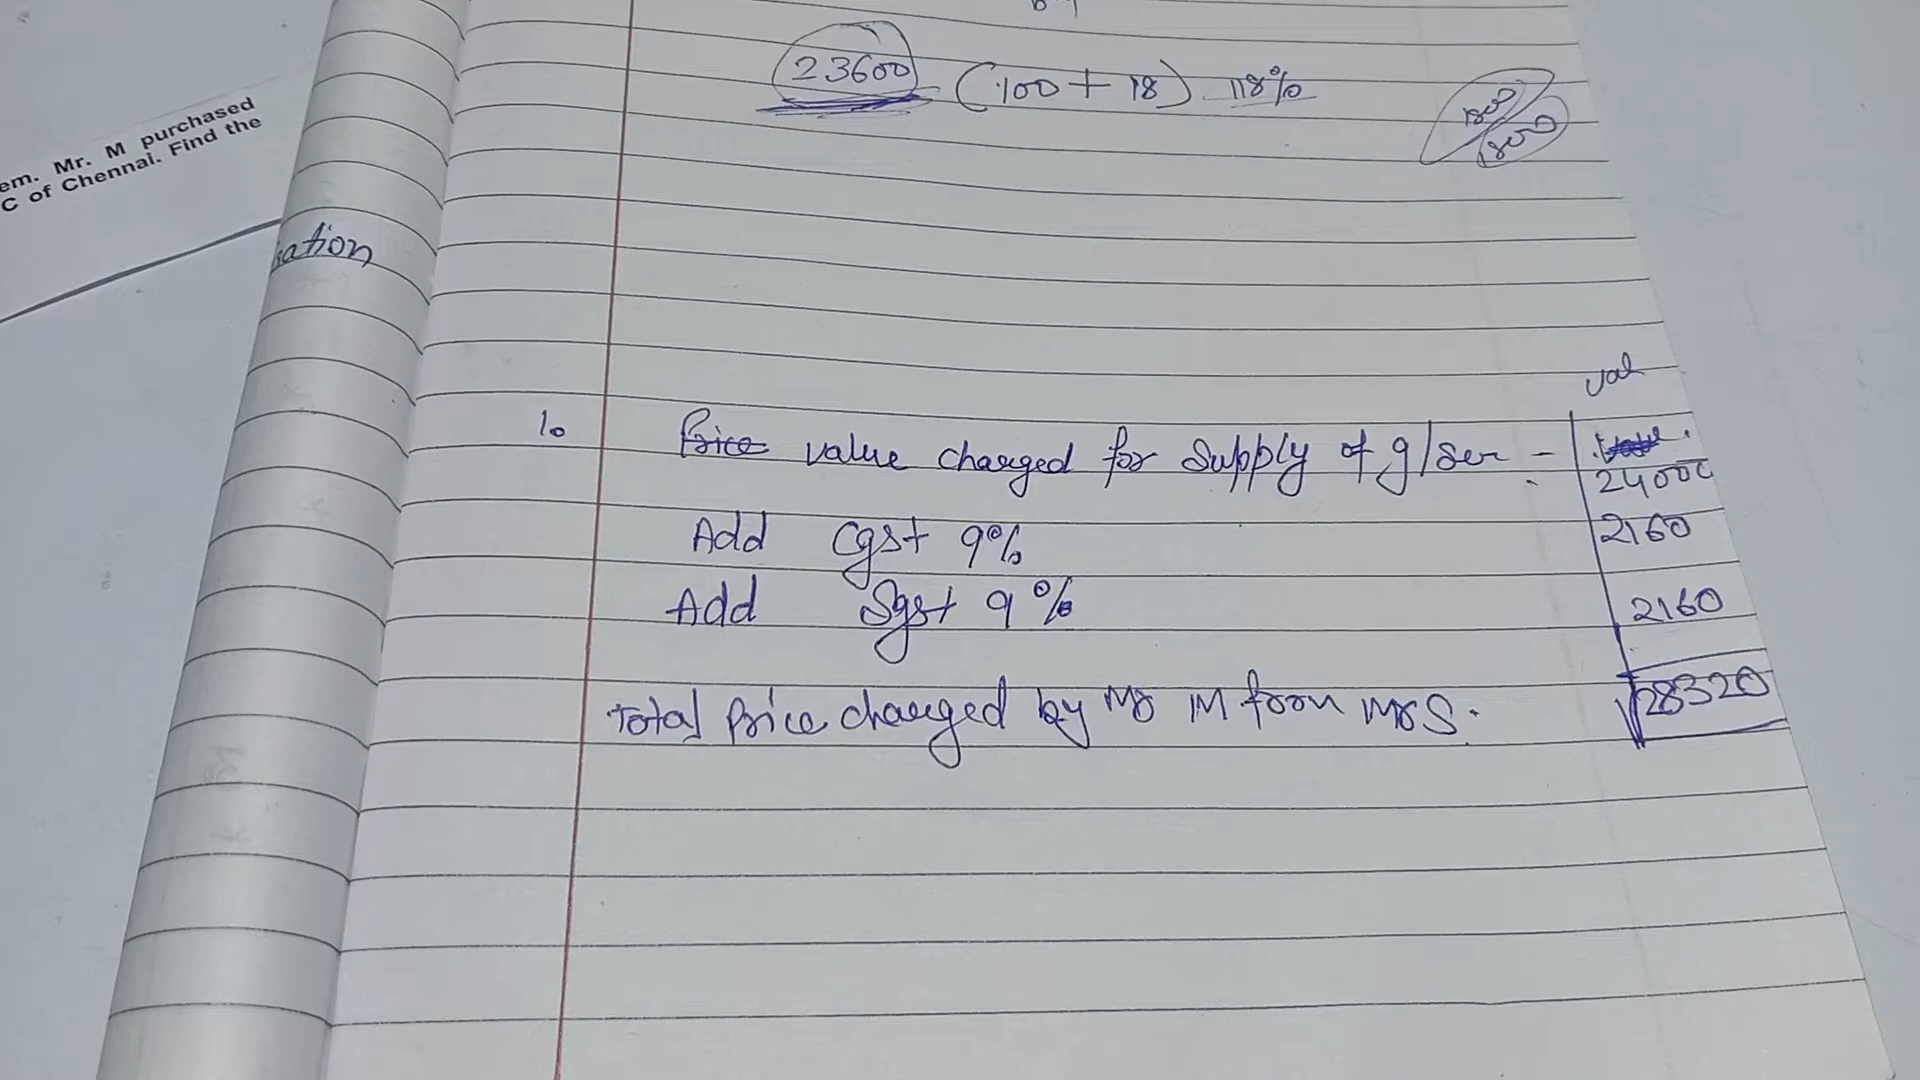 em. Mr. M purchased
C of Chennai. Find the
ation
23600 (100 + 18) 118%
1800
1800
val
1. Price value charged for Supply of g/ser - 24000
Add Cgst 9% 2160
Add Sgst 9% 2160
Total Price charged by Mr M from Mr S. 28320